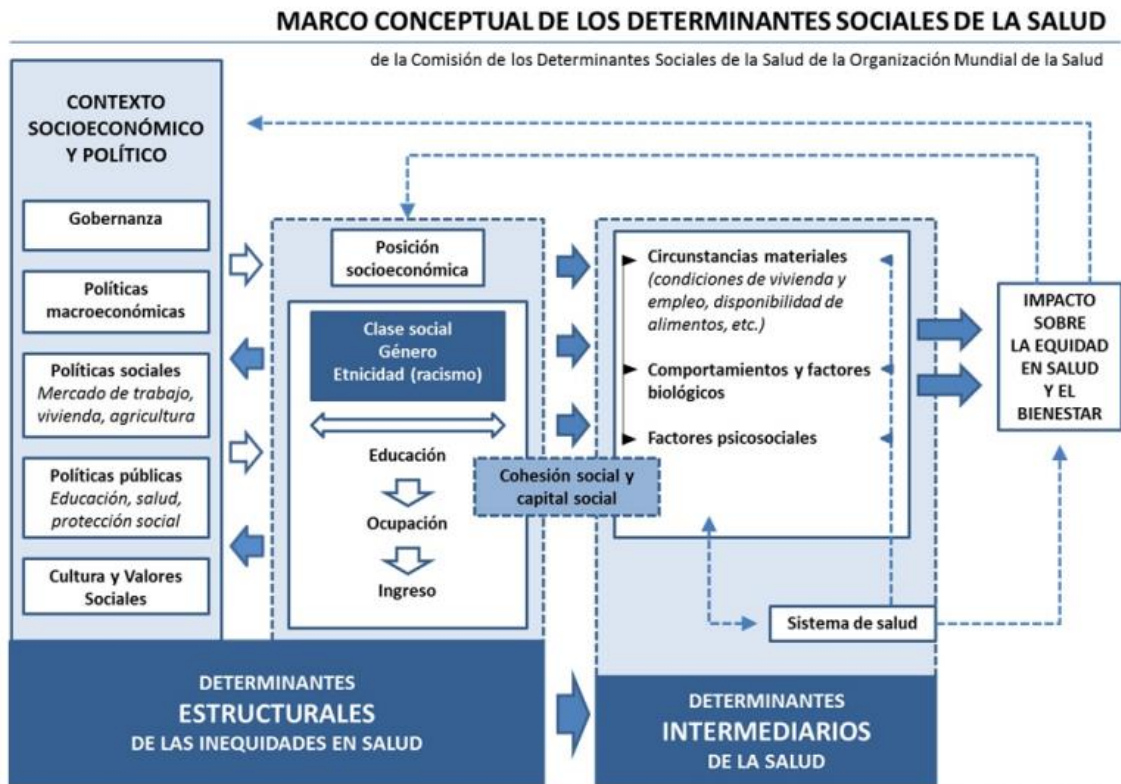 MARCO CONCEPTUAL DE LOS DETERMINANTES SOCIALES DE LA SALUD
de la Comisión de los Determinantes Sociales de la Salud de la Organización Mundial de la Salud
CONTEXTO
SOCIOECONÓMICO
Y POLÍTICO
Gobernanza
Políticas
macroeconómicas
Políticas sociales
Mercado de trabajo,
vivienda, agricultura
Políticas públicas
Educación, salud,
protección social
Cultura y Valores
Sociales
Posición
socioeconómica
Clase social
Género
Etnicidad (racismo)
Educación
Ocupación
Ingreso
Cohesión social y
capital social
Circunstancias materiales
(condiciones de vivienda y
empleo, disponibilidad de
alimentos, etc.)
Comportamientos y factores
biológicos
Factores psicosociales
Sistema de salud
IMPACTO
SOBRE
LA EQUIDAD
EN SALUD
Y EL
BIENESTAR
DETERMINANTES
ESTRUCTURALES
DE LAS INEQUIDADES EN SALUD
DETERMINANTES
INTERMEDIARIOS
DE LA SALUD